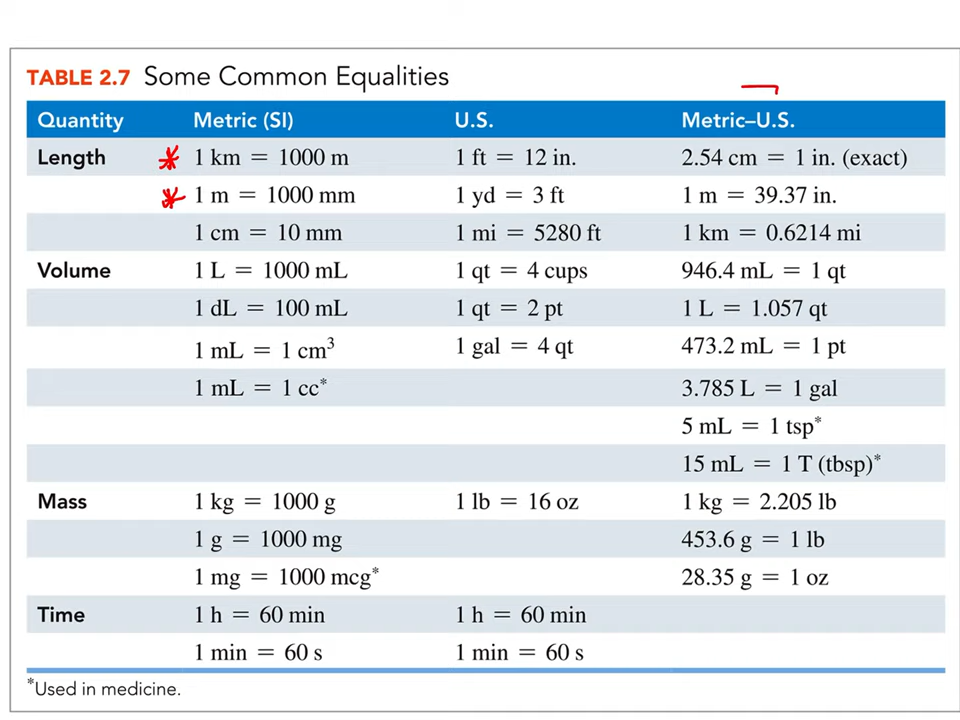 TABLE 2.7 Some Common Equalities
Quantity Metric (SI) U.S. Metric–U.S.
Length * 1 km = 1000 m 1 ft = 12 in. 2.54 cm = 1 in. (exact)
* 1 m = 1000 mm 1 yd = 3 ft 1 m = 39.37 in.
1 cm = 10 mm 1 mi = 5280 ft 1 km = 0.6214 mi
Volume 1 L = 1000 mL 1 qt = 4 cups 946.4 mL = 1 qt
1 dL = 100 mL 1 qt = 2 pt 1 L = 1.057 qt
1 mL = 1 cm³ 1 gal = 4 qt 473.2 mL = 1 pt
1 mL = 1 cc* 3.785 L = 1 gal
5 mL = 1 tsp*
15 mL = 1 T (tbsp)*
Mass 1 kg = 1000 g 1 lb = 16 oz 1 kg = 2.205 lb
1 g = 1000 mg 453.6 g = 1 lb
1 mg = 1000 mcg* 28.35 g = 1 oz
Time 1 h = 60 min 1 h = 60 min
1 min = 60 s 1 min = 60 s
*Used in medicine.